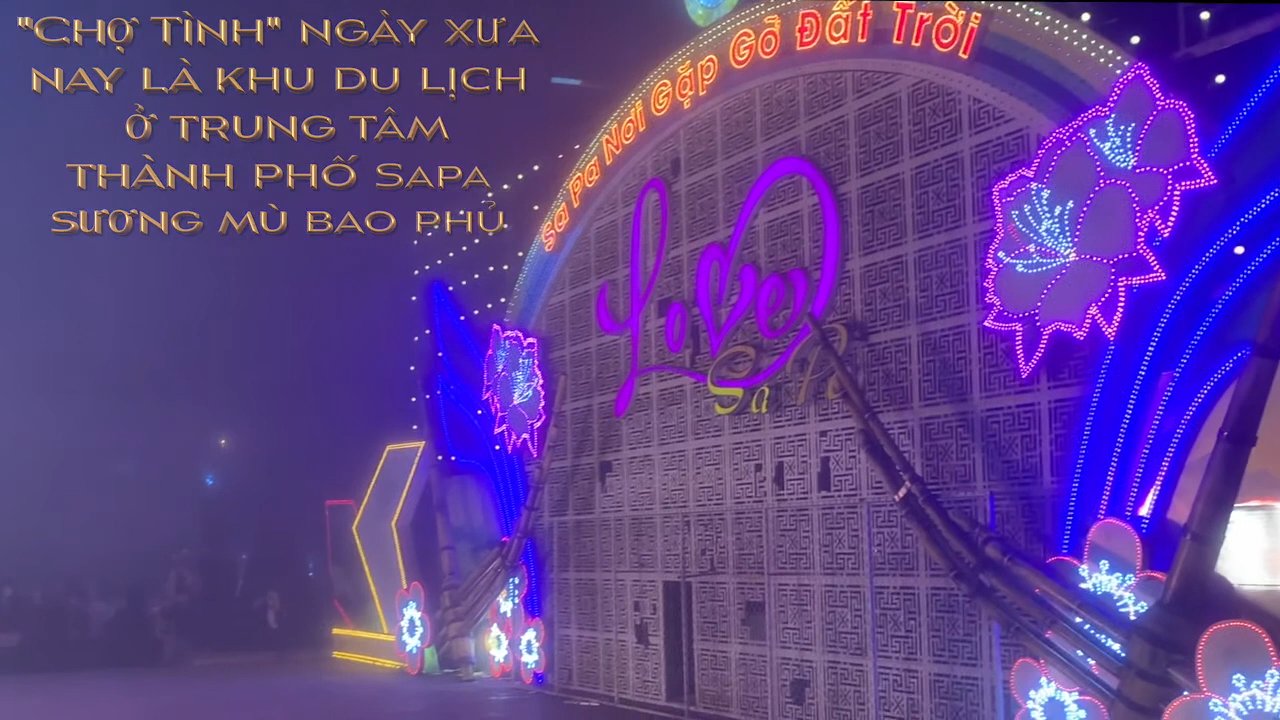 "CHỢ TÌNH" NGÀY XƯA
NAY LÀ KHU DU LỊCH
Ở TRUNG TÂM
THÀNH PHỐ SAPA
SƯƠNG MÙ BAO PHỦ
Sa Pa Nơi Gặp Gỡ Đất Trời
Love
Sa Pa